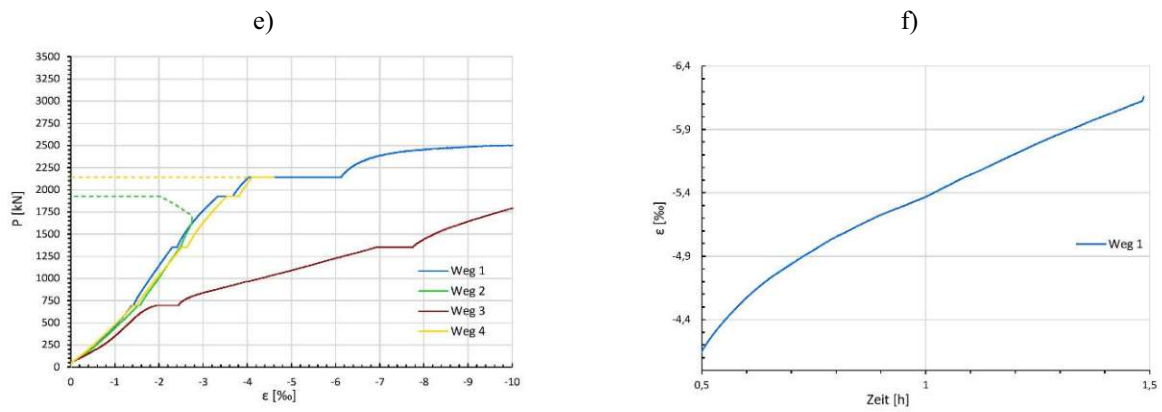 e)
f)
3500
3250
3000
2750
2500
2250
2000
1750
1500
1250
1000
750
500
250
0
P [kN]
0 -1 -2 -3 -4 -5 -6 -7 -8 -9 -10
ε [‰]
Weg 1
Weg 2
Weg 3
Weg 4
-6,4
-5,9
-5,4
-4,9
-4,4
ε [‰]
0,5 1 1,5
Zeit [h]
Weg 1